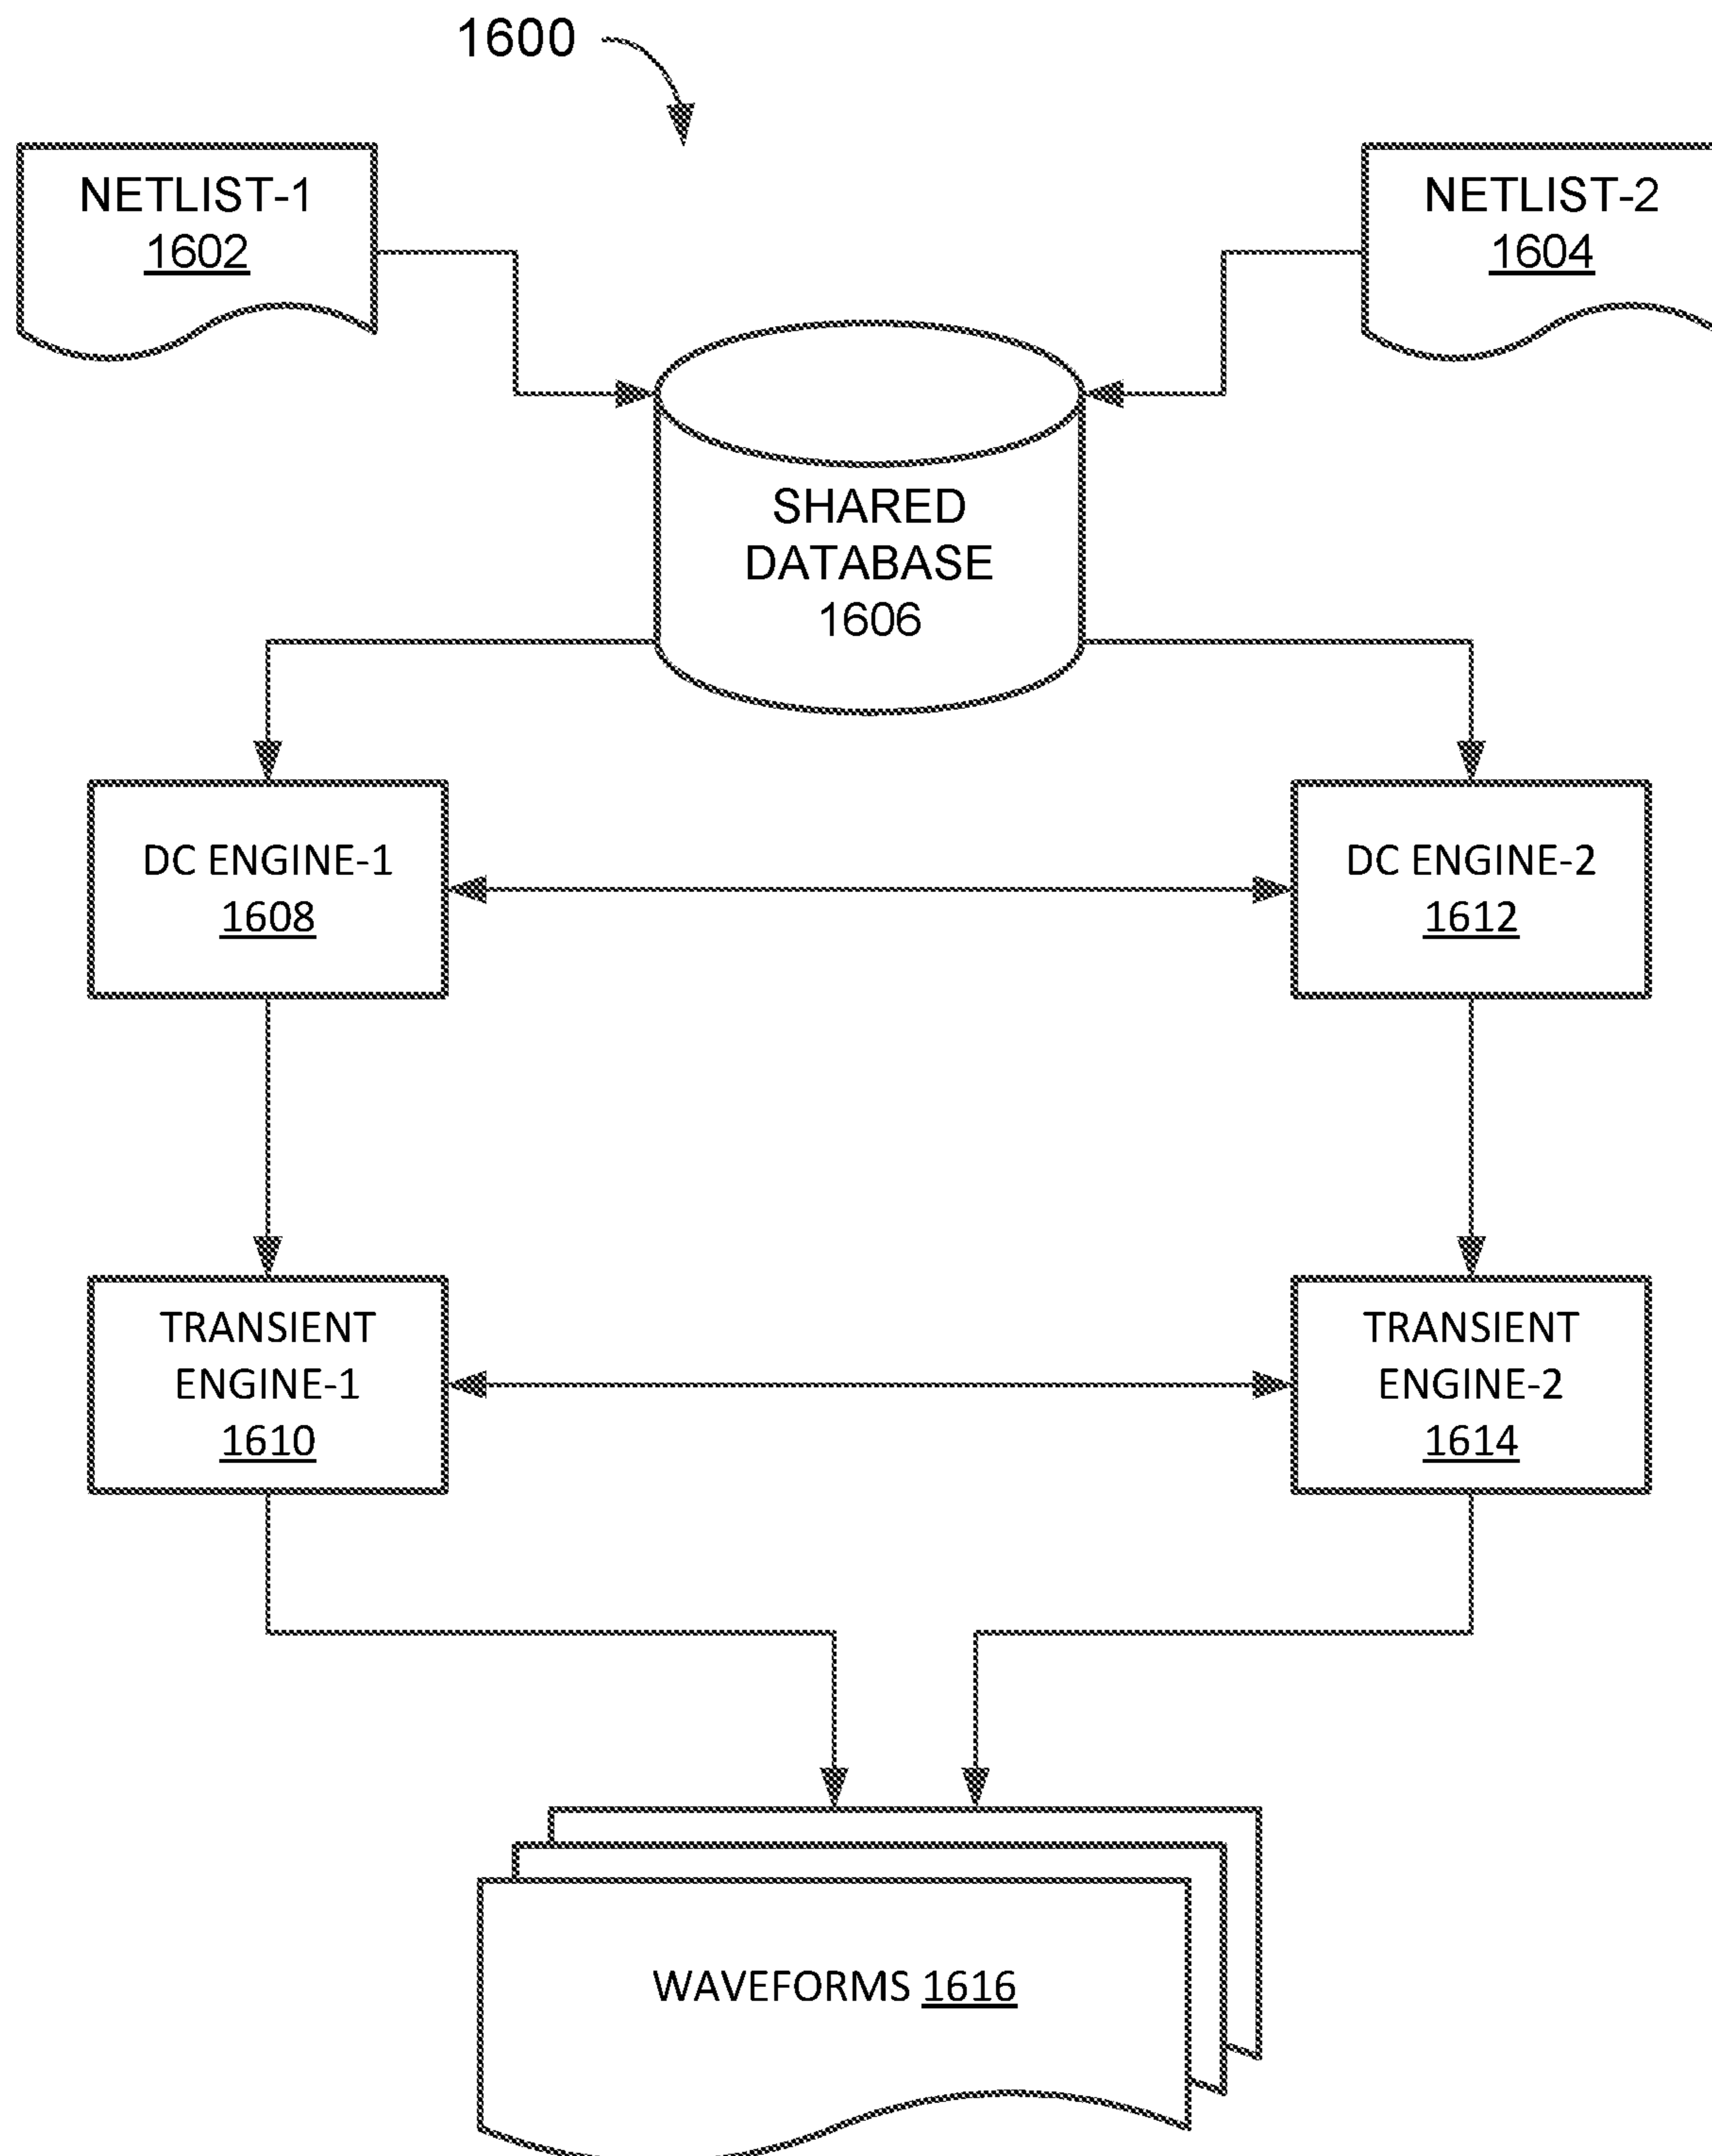 1600
NETLIST-1
1602
NETLIST-2
1604
SHARED
DATABASE
1606
DC ENGINE-1
1608
DC ENGINE-2
1612
TRANSIENT
ENGINE-1
1610
TRANSIENT
ENGINE-2
1614
WAVEFORMS 1616